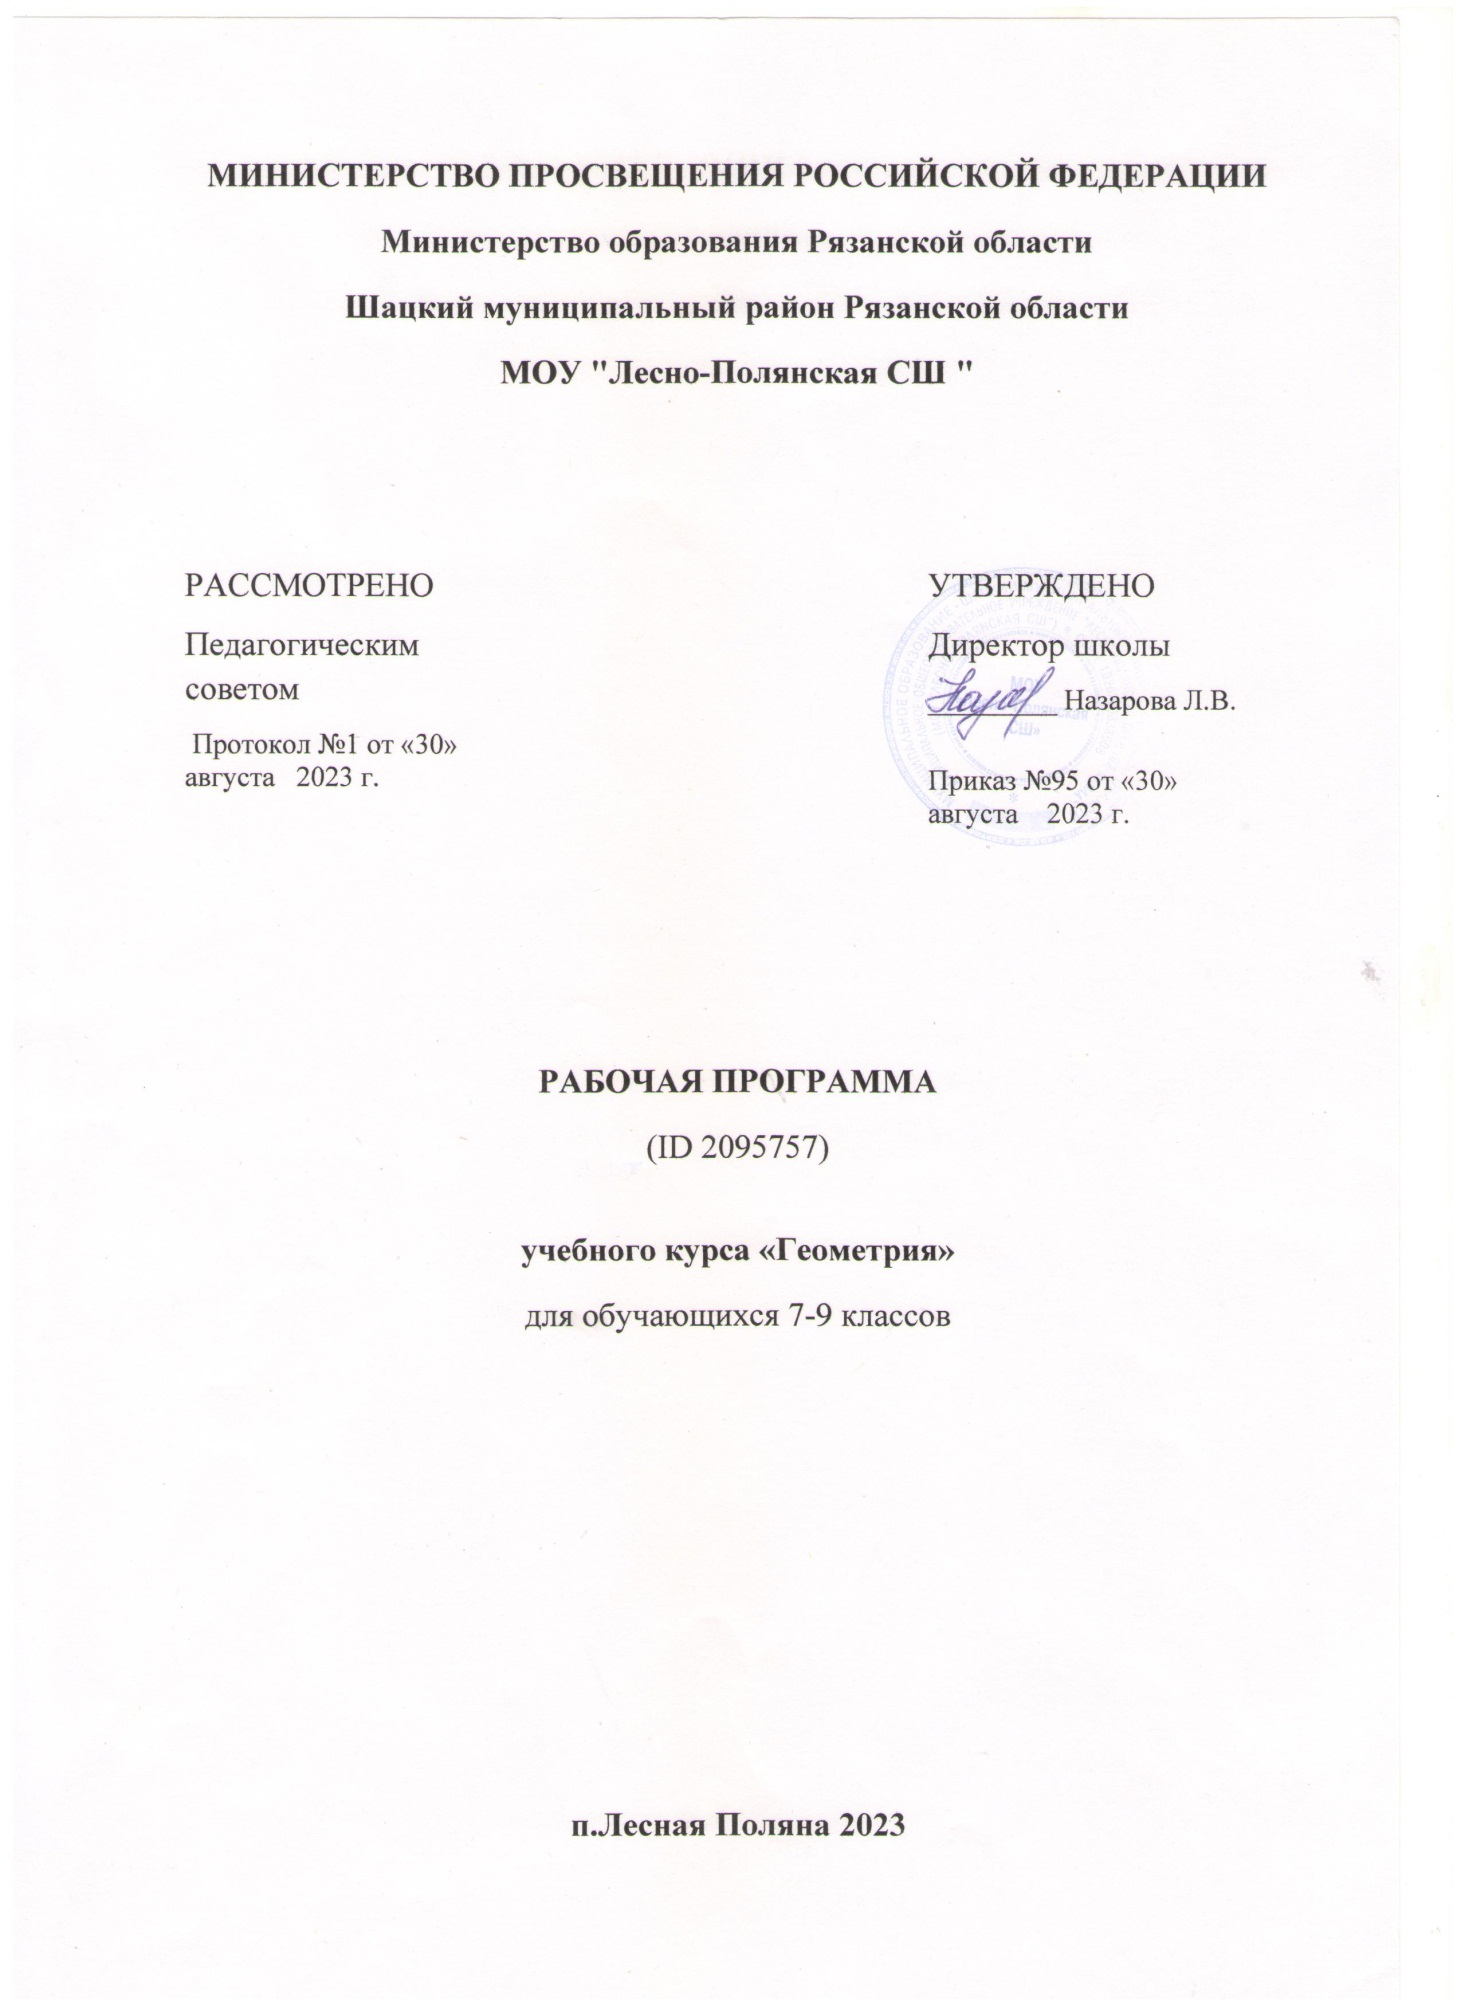 МИНИСТЕРСТВО ПРОСВЕЩЕНИЯ РОССИЙСКОЙ ФЕДЕРАЦИИ
Министерство образования Рязанской области
Шацкий муниципальный район Рязанской области
МОУ "Лесно-Полянская СШ "
РАССМОТРЕНО
Педагогическим
советом
Протокол №1 от «30»
августа 2023 г.
УТВЕРЖДЕНО
Директор школы
__________ Назарова Л.В.
Приказ №95 от «30»
августа 2023 г.
РАБОЧАЯ ПРОГРАММА
(ID 2095757)
учебного курса «Геометрия»
для обучающихся 7-9 классов
п.Лесная Поляна 2023